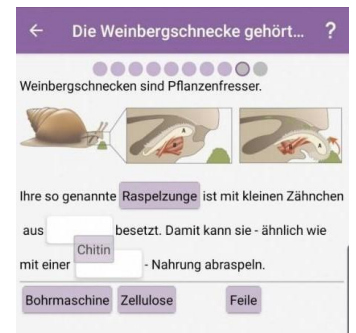 ← Die Weinbergschnecke gehört... ?
Weinbergschnecken sind Pflanzenfresser.
A A
Ihre so genannte Raspelzunge ist mit kleinen Zähnchen
aus besetzt. Damit kann sie - ähnlich wie
Chitin
mit einer - Nahrung abraspeln.
Bohrmaschine Zellulose Feile